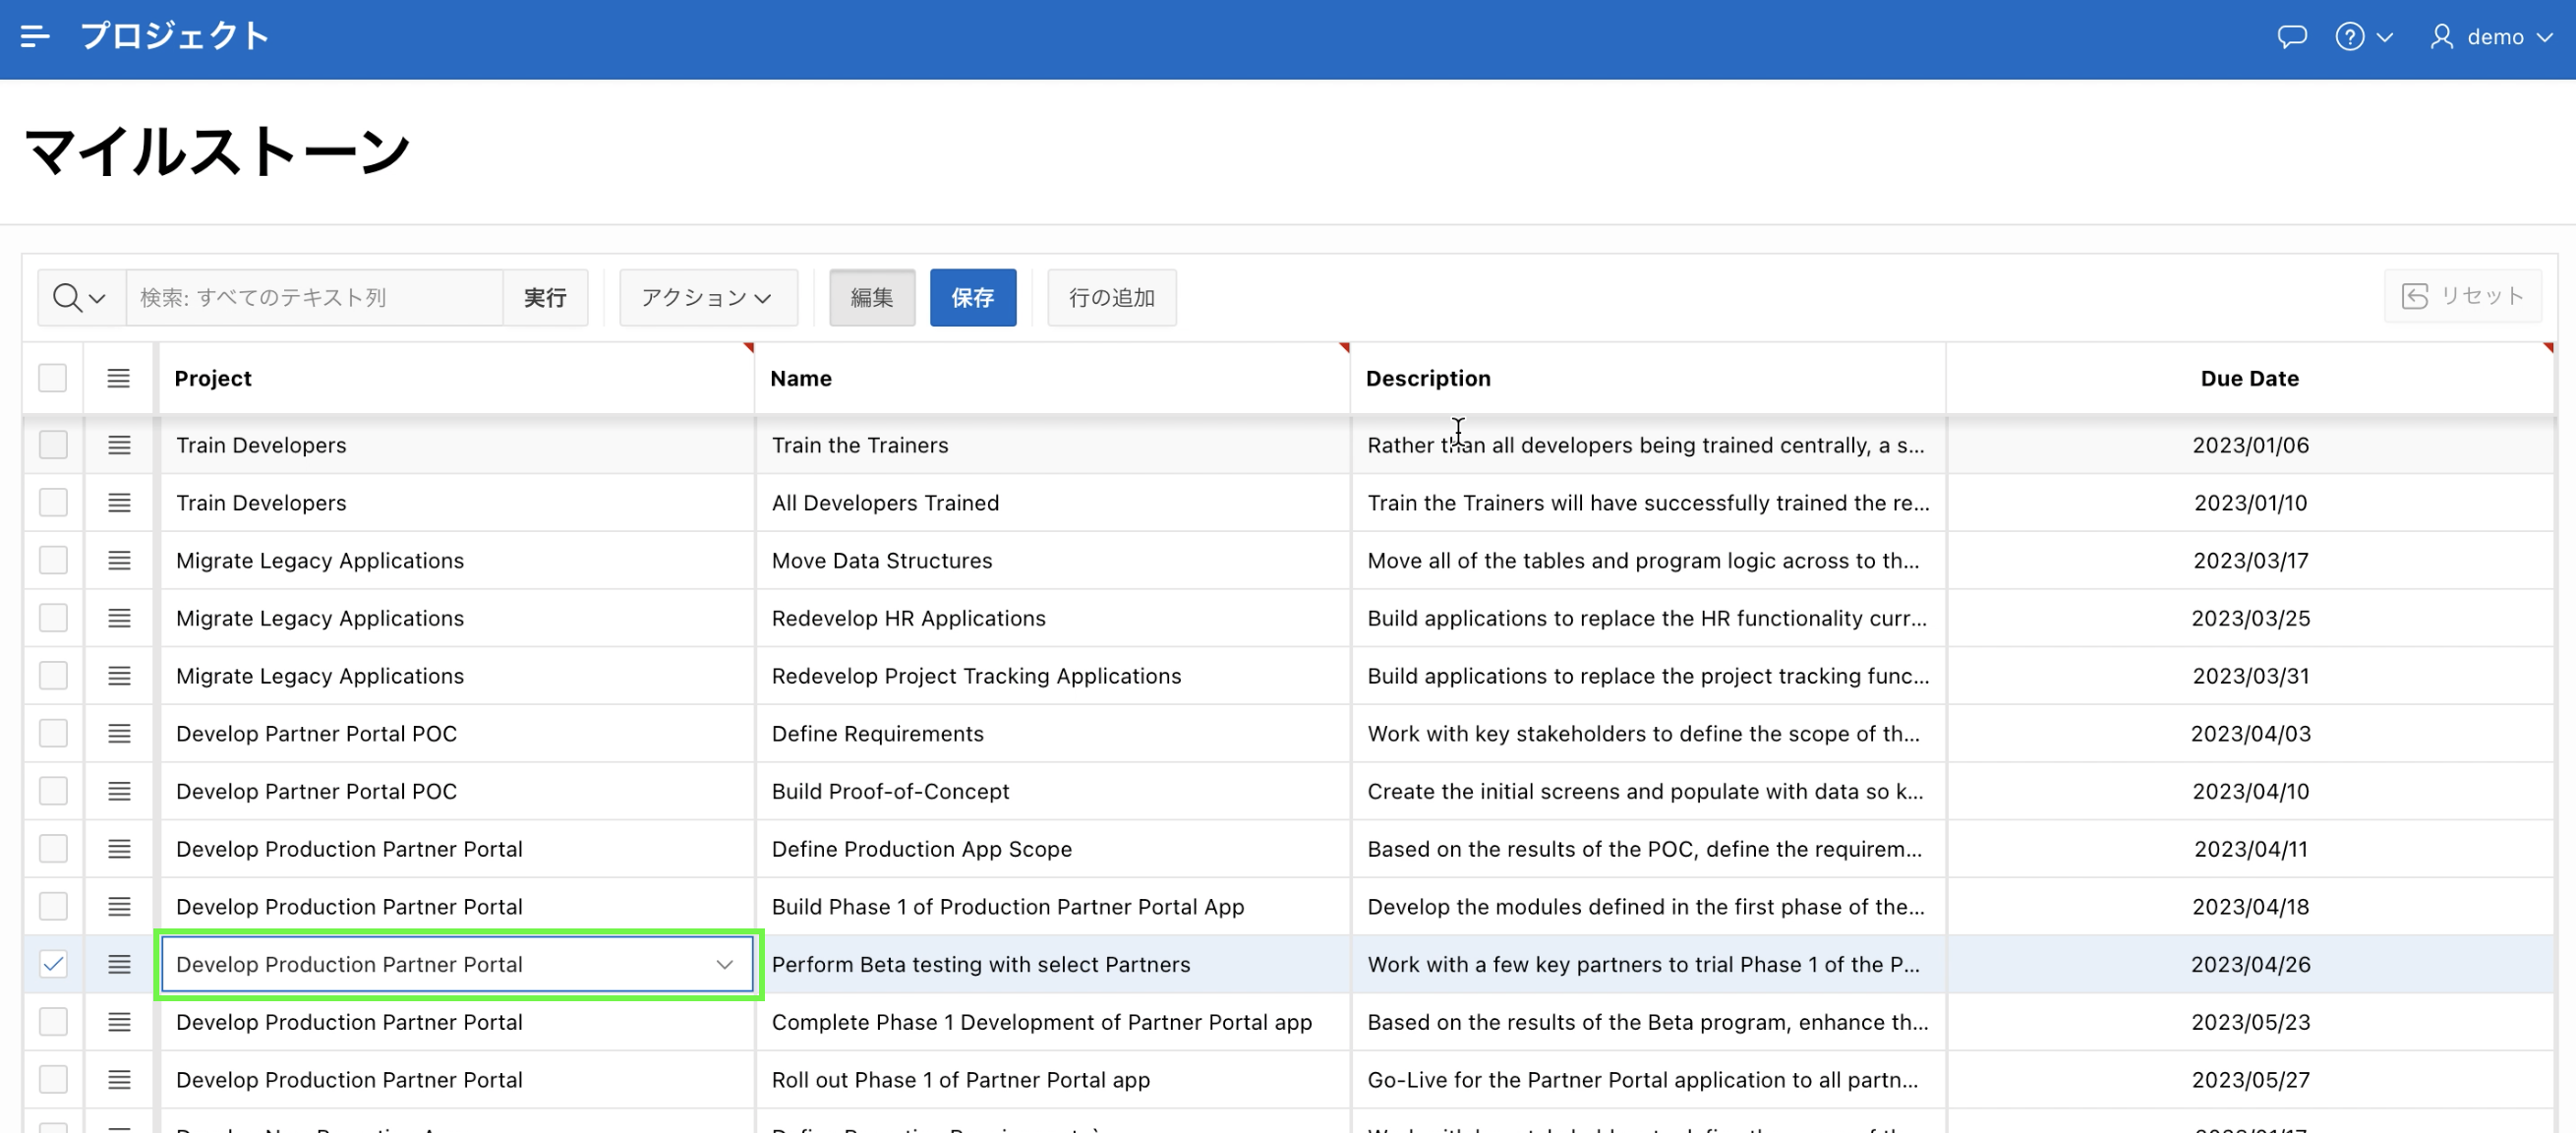 プロジェクト demo
マイルストーン
検索: すべてのテキスト列 実行 アクション 編集 保存 行の追加 リセット
Project Name Description Due Date
Train Developers Train the Trainers Rather than all developers being trained centrally, a s... 2023/01/06
Train Developers All Developers Trained Train the Trainers will have successfully trained the re... 2023/01/10
Migrate Legacy Applications Move Data Structures Move all of the tables and program logic across to th... 2023/03/17
Migrate Legacy Applications Redevelop HR Applications Build applications to replace the HR functionality curr... 2023/03/25
Migrate Legacy Applications Redevelop Project Tracking Applications Build applications to replace the project tracking func... 2023/03/31
Develop Partner Portal POC Define Requirements Work with key stakeholders to define the scope of th... 2023/04/03
Develop Partner Portal POC Build Proof-of-Concept Create the initial screens and populate with data so k... 2023/04/10
Develop Production Partner Portal Define Production App Scope Based on the results of the POC, define the requirem... 2023/04/11
Develop Production Partner Portal Build Phase 1 of Production Partner Portal App Develop the modules defined in the first phase of the... 2023/04/18
Develop Production Partner Portal Perform Beta testing with select Partners Work with a few key partners to trial Phase 1 of the P... 2023/04/26
Develop Production Partner Portal Complete Phase 1 Development of Partner Portal app Based on the results of the Beta program, enhance th... 2023/05/23
Develop Production Partner Portal Roll out Phase 1 of Partner Portal app Go-Live for the Partner Portal application to all partn... 2023/05/27